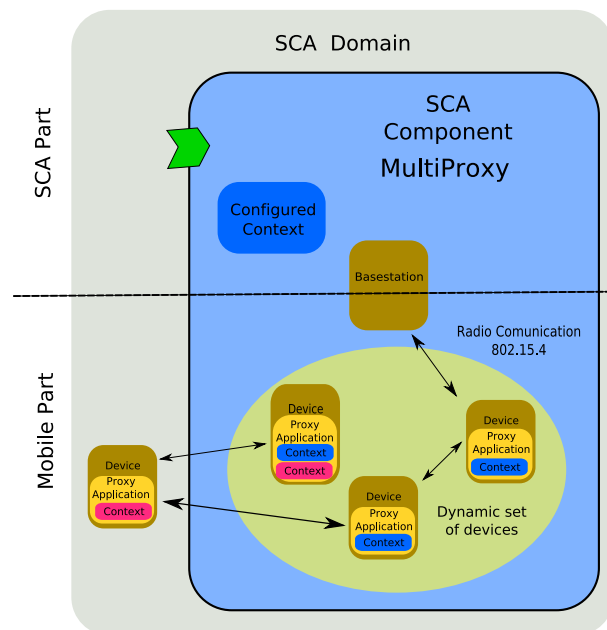 SCA Domain
SCA Part
SCA
Component
MultiProxy
Configured
Context
Basestation
Radio Comunication
802.15.4
Mobile Part
Device
Proxy
Application
Context
Context
Device
Proxy
Application
Context
Device
Proxy
Application
Context
Device
Proxy
Application
Context
Dynamic set
of devices